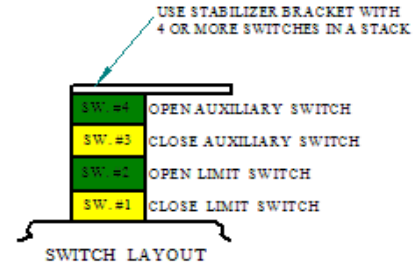 USE STABILIZER BRACKET WITH
4 OR MORE SWITCHES IN A STACK
SW. #4 OPEN AUXILIARY SWITCH
SW. #3 CLOSE AUXILIARY SWITCH
SW. #2 OPEN LIMIT SWITCH
SW. #1 CLOSE LIMIT SWITCH
SWITCH LAYOUT